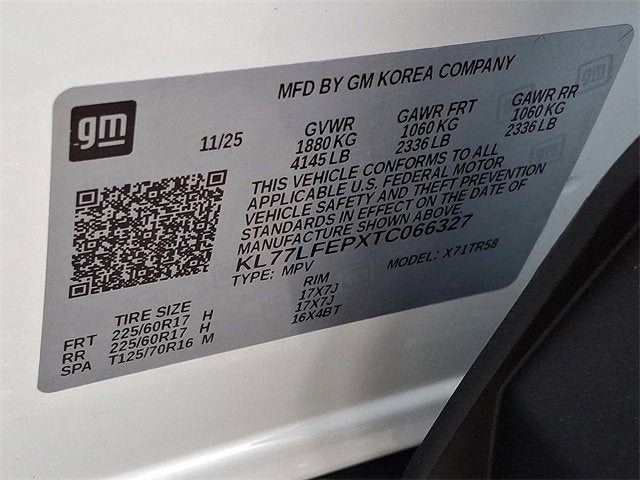 MFD BY GM KOREA COMPANY
gm
11/25
GVWR GAWR FRT GAWR RR
1880 KG 1060 KG 1060 KG
4145 LB 2336 LB 2336 LB
THIS VEHICLE CONFORMS TO ALL
APPLICABLE U.S. FEDERAL MOTOR
VEHICLE SAFETY AND THEFT PREVENTION
STANDARDS IN EFFECT ON THE DATE OF
MANUFACTURE SHOWN ABOVE.
KL77LFEPXTC066327
TYPE: MPV MODEL: X71TR58
TIRE SIZE RIM
FRT 225/60R17 H 17X7J
RR 225/60R17 H 17X7J
SPA T125/70R16 M 16X4BT